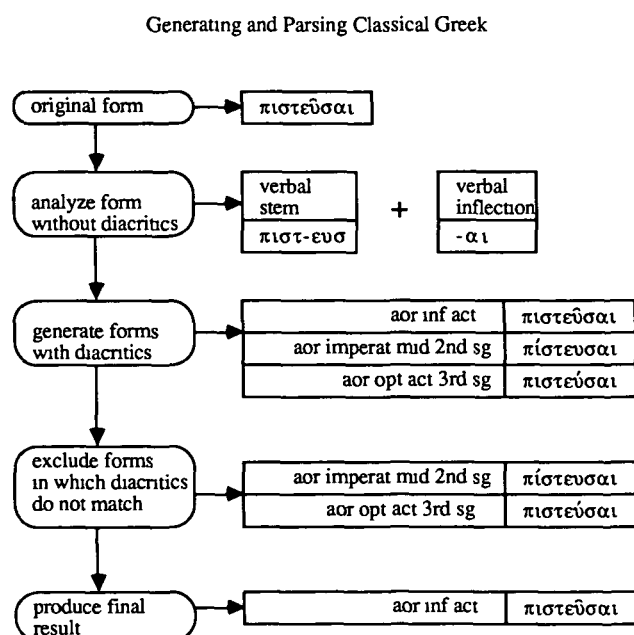 Generating and Parsing Classical Greek
original form
πιστεῦσαι
analyze form
without diacritics
verbal
stem
πιστ-ευσ
+
verbal
inflection
-αι
generate forms
with diacritics
aor inf act πιστεῦσαι
aor imperat mid 2nd sg πίστευσαι
aor opt act 3rd sg πιστεύσαι
exclude forms
in which diacritics
do not match
aor imperat mid 2nd sg πίστευσαι
aor opt act 3rd sg πιστεύσαι
produce final
result
aor inf act πιστεῦσαι